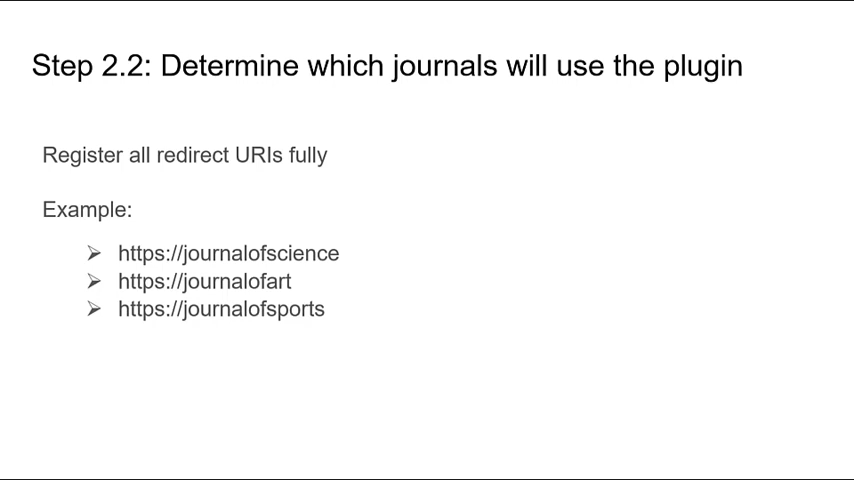 Step 2.2: Determine which journals will use the plugin
Register all redirect URIs fully
Example:
➢ https://journalofscience
➢ https://journalofart
➢ https://journalofsports